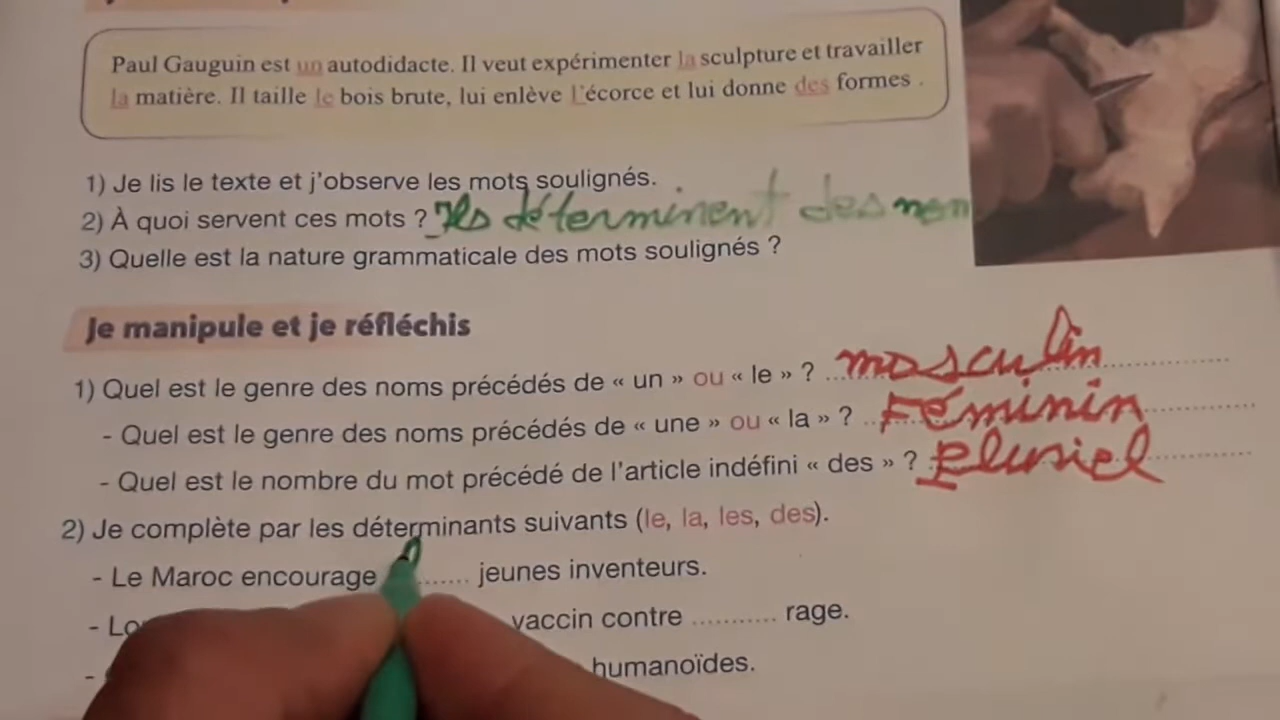 Paul Gauguin est un autodidacte. Il veut expérimenter la sculpture et travailler
la matière. Il taille le bois brute, lui enlève l'écorce et lui donne des formes .
1) Je lis le texte et j'observe les mots soulignés.
2) À quoi servent ces mots ? Ils déterminent des nom
3) Quelle est la nature grammaticale des mots soulignés ?
Je manipule et je réfléchis
1) Quel est le genre des noms précédés de « un » ou « le » ? ... masculin ...
- Quel est le genre des noms précédés de « une » ou « la » ? ... Féminin ...
- Quel est le nombre du mot précédé de l'article indéfini « des » ? ... pluriel ...
2) Je complète par les déterminants suivants (le, la, les, des).
- Le Maroc encourage ........ jeunes inventeurs.
- vaccin contre ........... rage.
- humanoïdes.